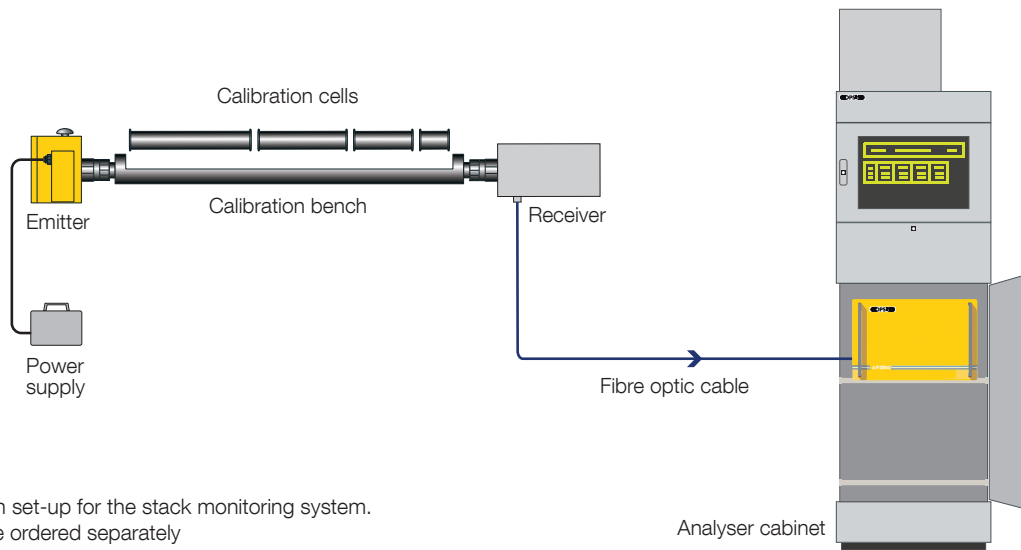 Calibration cells
Calibration bench
Emitter
Receiver
Power
supply
Fibre optic cable
set-up for the stack monitoring system.
ordered separately
Analyser cabinet